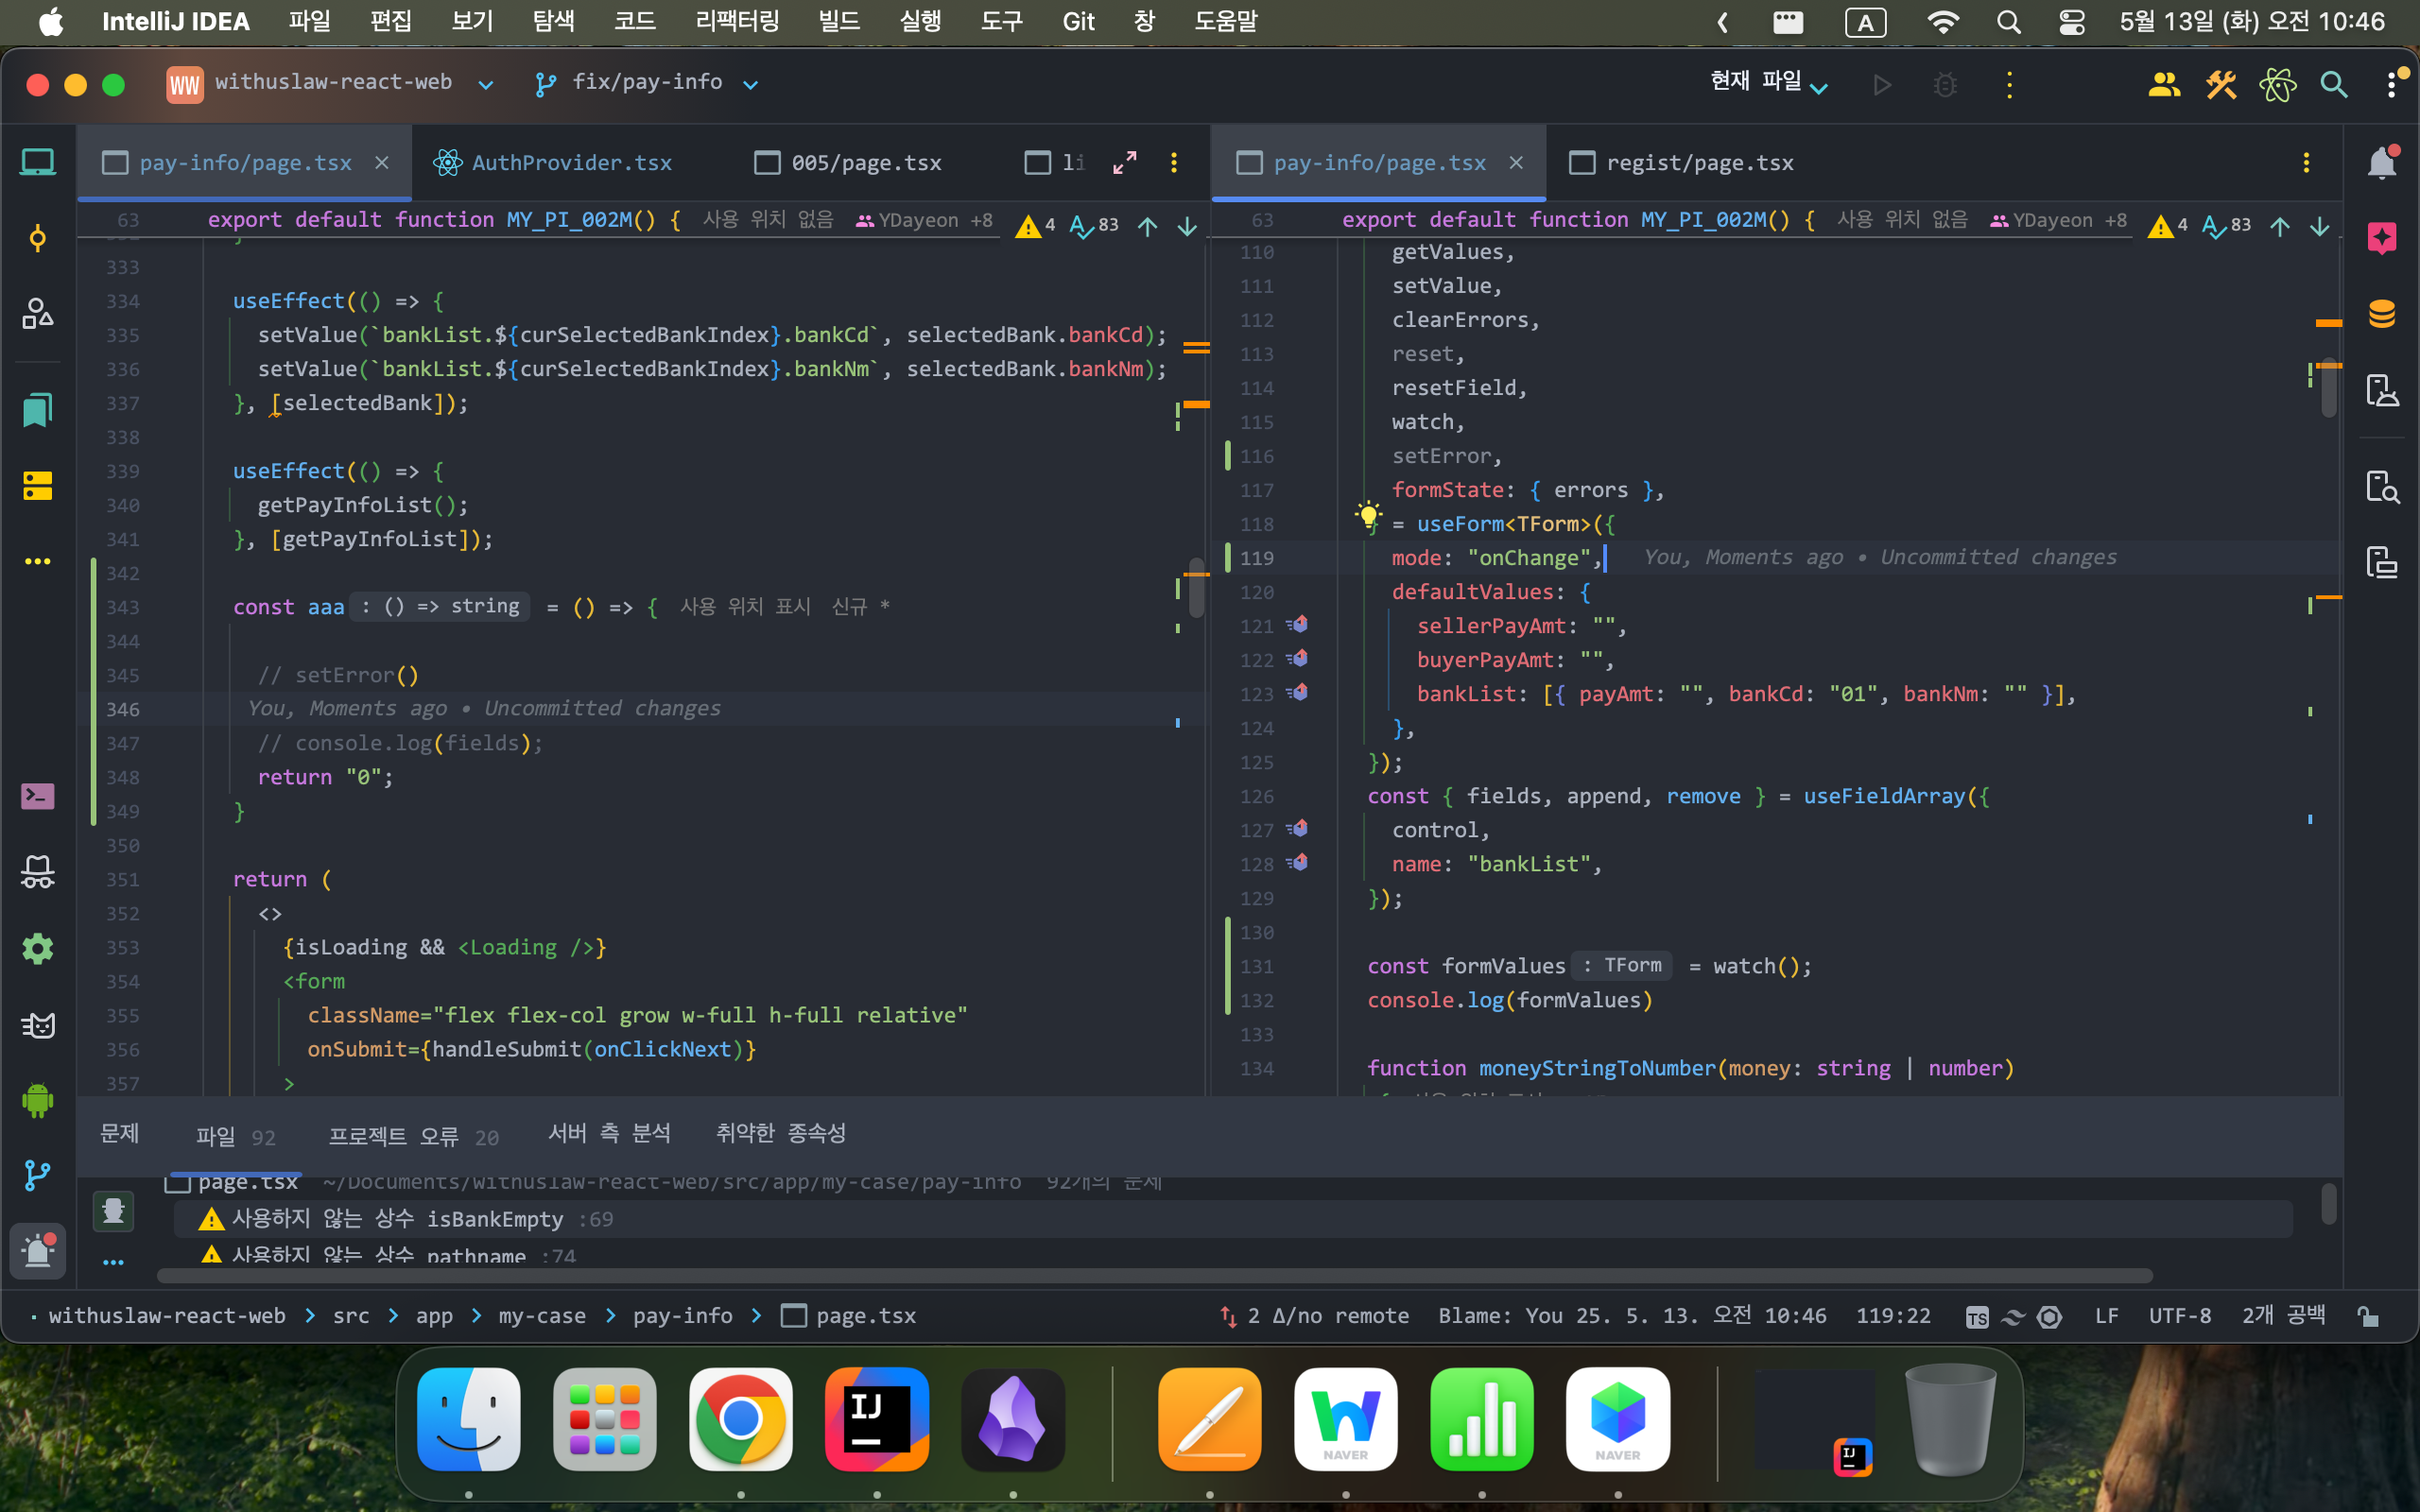 IntelliJ IDEA 파일 편집 보기 탐색 코드 리팩터링 빌드 실행 도구 Git 창 도움말 A 5월 13일 (화) 오전 10:46
WW withuslaw-react-web fix/pay-info 현재 파일
pay-info/page.tsx AuthProvider.tsx 005/page.tsx li
63 export default function MY_PI_002M() { 사용 위치 없음 YDayeon +8 4 83
333
334 useEffect(() => {
335 setValue(`bankList.${curSelectedBankIndex}.bankCd`, selectedBank.bankCd);
336 setValue(`bankList.${curSelectedBankIndex}.bankNm`, selectedBank.bankNm);
337 }, [selectedBank]);
338
339 useEffect(() => {
340 getPayInfoList();
341 }, [getPayInfoList]);
342
343 const aaa : () => string = () => { 사용 위치 표시 신규 *
344
345 // setError()
346 You, Moments ago • Uncommitted changes
347 // console.log(fields);
348 return "0";
349 }
350
351 return (
352 <>
353 {isLoading && <Loading />}
354 <form
355 className="flex flex-col grow w-full h-full relative"
356 onSubmit={handleSubmit(onClickNext)}
357 >
pay-info/page.tsx regist/page.tsx
63 export default function MY_PI_002M() { 사용 위치 없음 YDayeon +8 4 83
110 getValues,
111 setValue,
112 clearErrors,
113 reset,
114 resetField,
115 watch,
116 setError,
117 formState: { errors },
118 } = useForm<TForm>({
119 mode: "onChange", You, Moments ago • Uncommitted changes
120 defaultValues: {
121 sellerPayAmt: "",
122 buyerPayAmt: "",
123 bankList: [{ payAmt: "", bankCd: "01", bankNm: "" }],
124 },
125 });
126 const { fields, append, remove } = useFieldArray({
127 control,
128 name: "bankList",
129 });
130
131 const formValues : TForm = watch();
132 console.log(formValues)
133
134 function moneyStringToNumber(money: string | number)
문제 파일 92 프로젝트 오류 20 서버 측 분석 취약한 종속성
page.tsx ~/Documents/withuslaw-react-web/src/app/my-case/pay-info 92개의 문제
사용하지 않는 상수 isBankEmpty :69
사용하지 않는 상수 pathname :74
withuslaw-react-web > src > app > my-case > pay-info > page.tsx 2 Δ/no remote Blame: You 25. 5. 13. 오전 10:46 119:22 TS LF UTF-8 2개 공백
IJ NAVER NAVER IJ